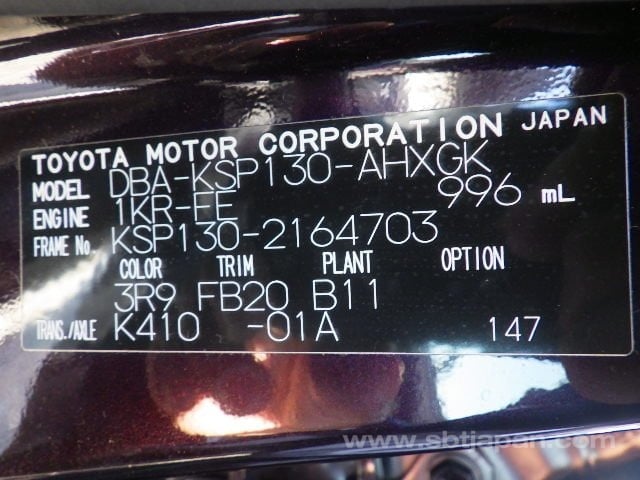 TOYOTA MOTOR CORPORATION JAPAN
MODEL DBA-KSP130-AHXGK
ENGINE 1KR-FE 996 mL
FRAME No. KSP130-2164703
COLOR TRIM PLANT OPTION
3R9 FB20 B11
TRANS./AXLE K410 -01A 147
www.sbtjapan.com